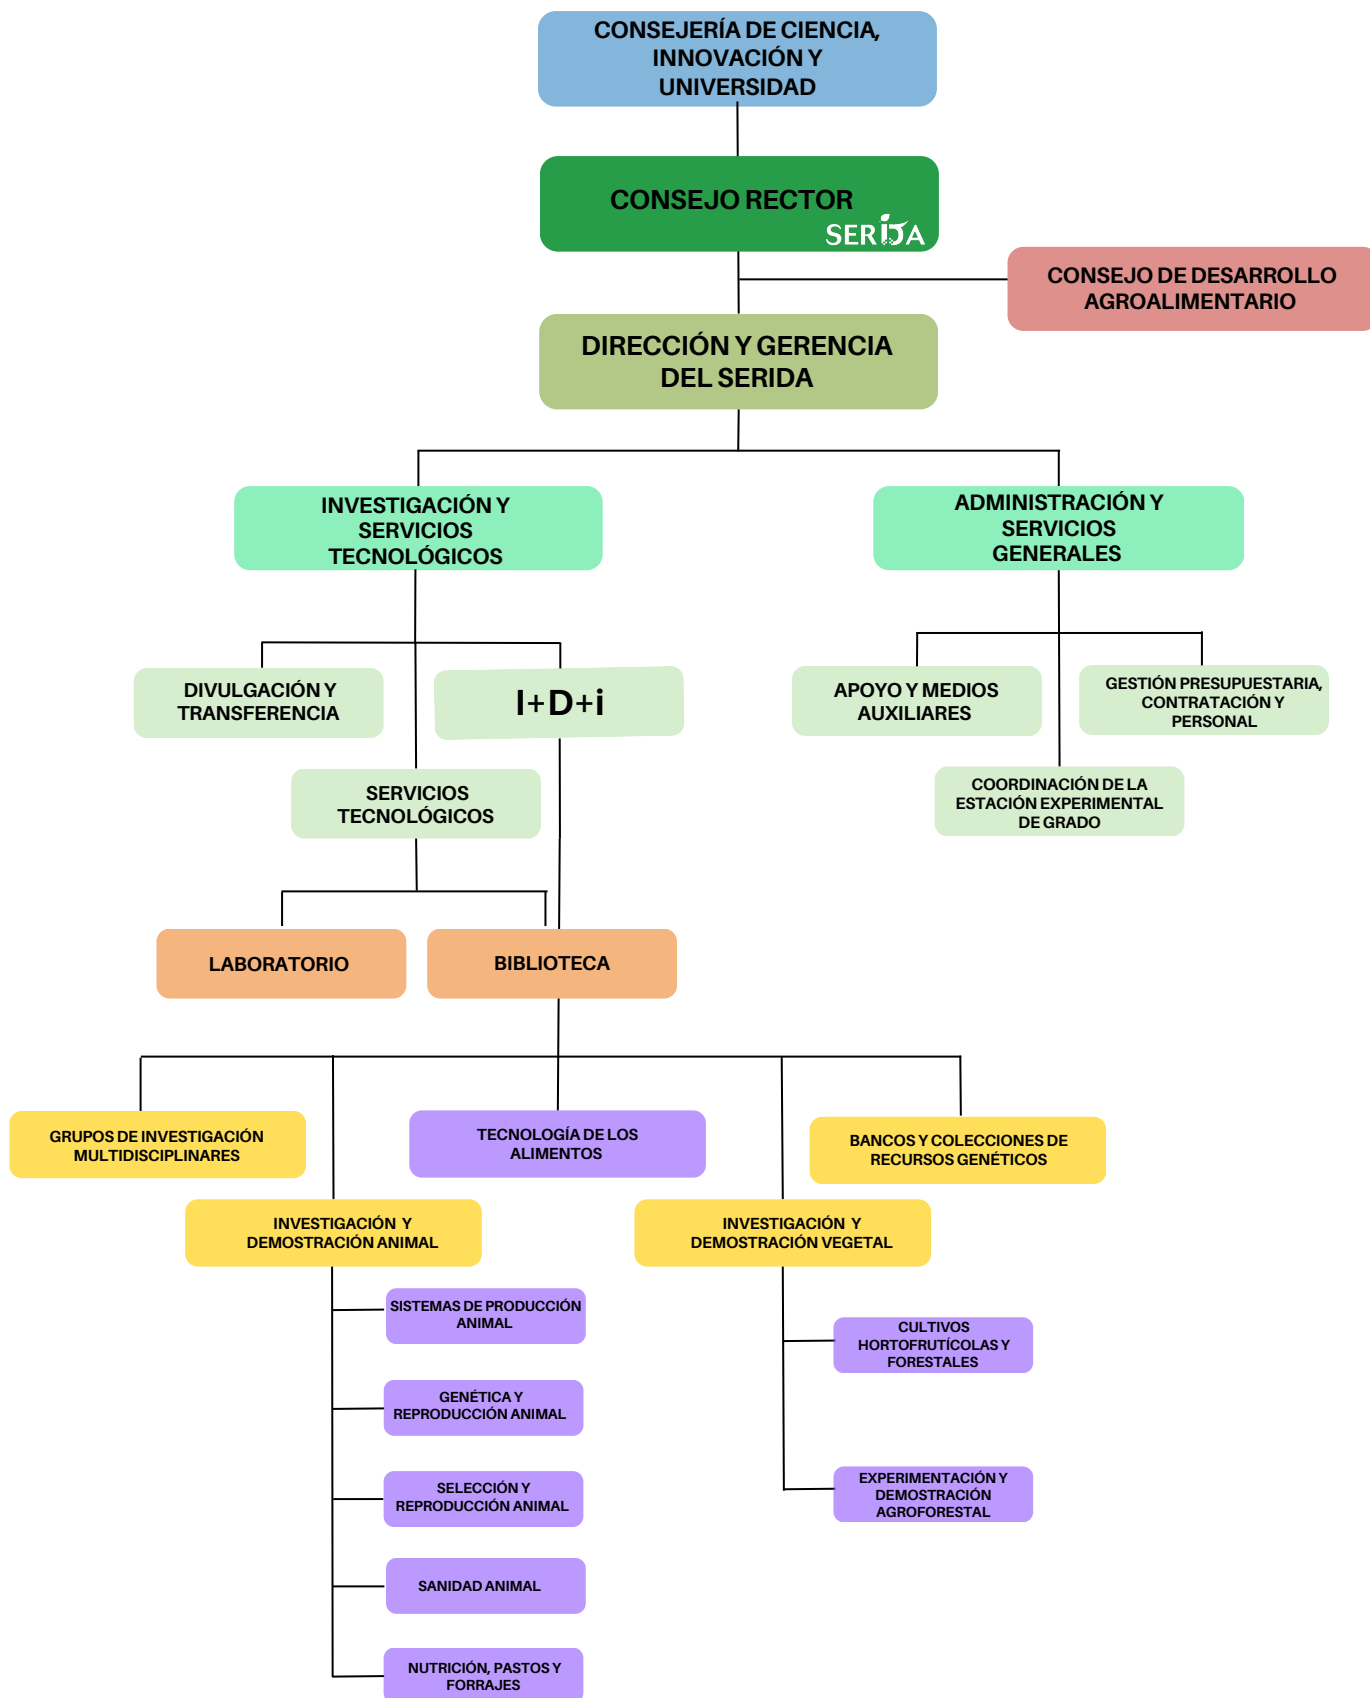 CONSEJERÍA DE CIENCIA,
INNOVACIÓN Y
UNIVERSIDAD
CONSEJO RECTOR
SERIDA
CONSEJO DE DESARROLLO
AGROALIMENTARIO
DIRECCIÓN Y GERENCIA
DEL SERIDA
INVESTIGACIÓN Y
SERVICIOS
TECNOLÓGICOS
ADMINISTRACIÓN Y
SERVICIOS
GENERALES
DIVULGACIÓN Y
TRANSFERENCIA
I+D+i
APOYO Y MEDIOS
AUXILIARES
GESTIÓN PRESUPUESTARIA,
CONTRATACIÓN Y
PERSONAL
SERVICIOS
TECNOLÓGICOS
COORDINACIÓN DE LA
ESTACIÓN EXPERIMENTAL
DE GRADO
LABORATORIO
BIBLIOTECA
GRUPOS DE INVESTIGACIÓN
MULTIDISCIPLINARES
TECNOLOGÍA DE LOS
ALIMENTOS
BANCOS Y COLECCIONES DE
RECURSOS GENÉTICOS
INVESTIGACIÓN Y
DEMOSTRACIÓN ANIMAL
INVESTIGACIÓN Y
DEMOSTRACIÓN VEGETAL
SISTEMAS DE PRODUCCIÓN
ANIMAL
CULTIVOS
HORTOFRUTÍCOLAS Y
FORESTALES
GENÉTICA Y
REPRODUCCIÓN ANIMAL
SELECCIÓN Y
REPRODUCCIÓN ANIMAL
EXPERIMENTACIÓN Y
DEMOSTRACIÓN
AGROFORESTAL
SANIDAD ANIMAL
NUTRICIÓN, PASTOS Y
FORRAJES